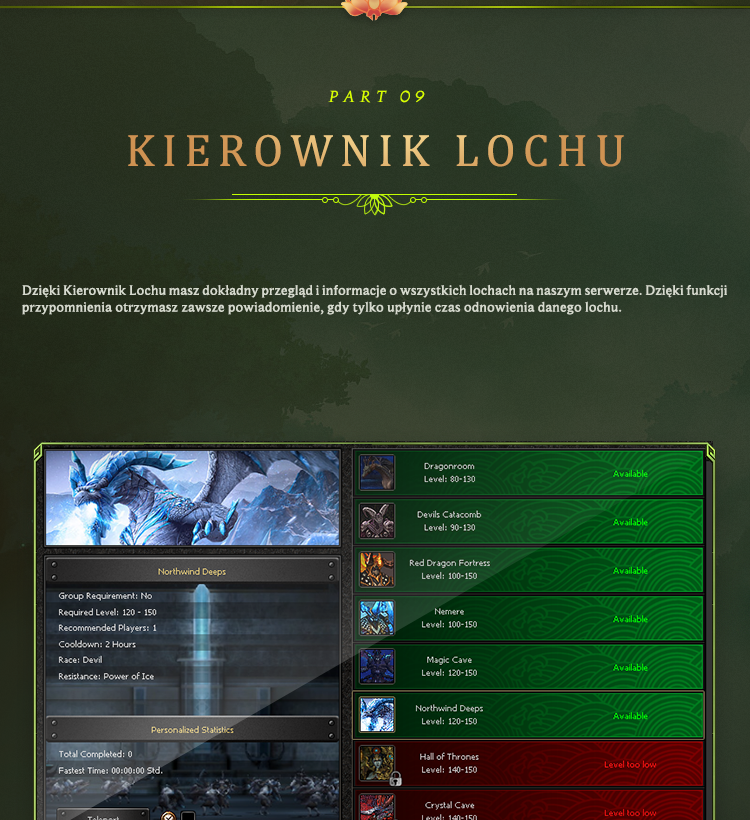 PART 09
KIEROWNIK LOCHU
Dzięki Kierownik Lochu masz dokładny przegląd i informacje o wszystkich lochach na naszym serwerze. Dzięki funkcji
przypomnienia otrzymasz zawsze powiadomienie, gdy tylko upłynie czas odnowienia danego lochu.
Northwind Deeps
Group Requirement: No
Required Level: 120 - 150
Recommended Players: 1
Cooldown: 2 Hours
Race: Devil
Resistance: Power of Ice
Personalized Statistics
Total Completed: 0
Fastest Time: 00:00:00 Std.
Teleport
Dragonroom
Level: 80-130
Available
Devils Catacomb
Level: 90-130
Available
Red Dragon Fortress
Level: 100-150
Available
Nemere
Level: 100-150
Available
Magic Cave
Level: 120-150
Available
Northwind Deeps
Level: 120-150
Available
Hall of Thrones
Level: 140-150
Level too low
Crystal Cave
Level: 140-150
Level too low